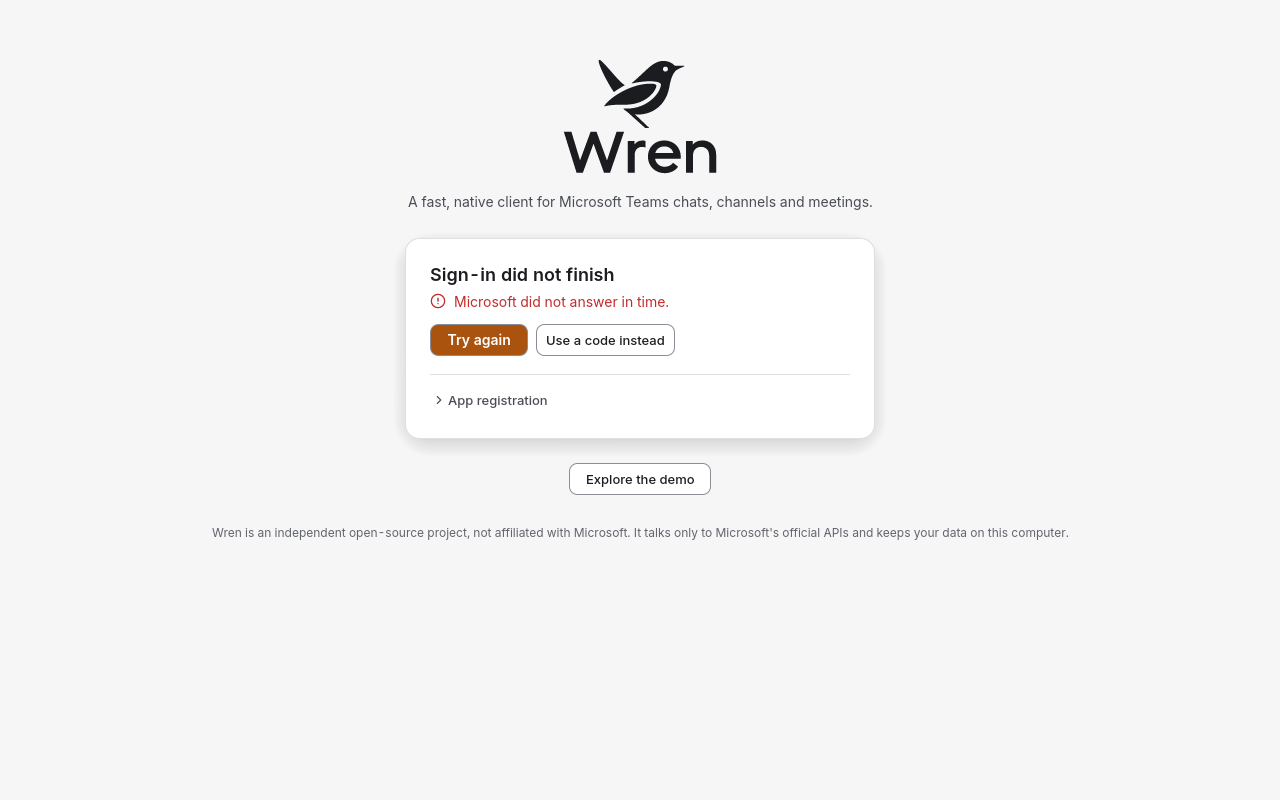 Wren
A fast, native client for Microsoft Teams chats, channels and meetings.
Sign-in did not finish
Microsoft did not answer in time.
Try again
Use a code instead
App registration
Explore the demo
Wren is an independent open-source project, not affiliated with Microsoft. It talks only to Microsoft's official APIs and keeps your data on this computer.